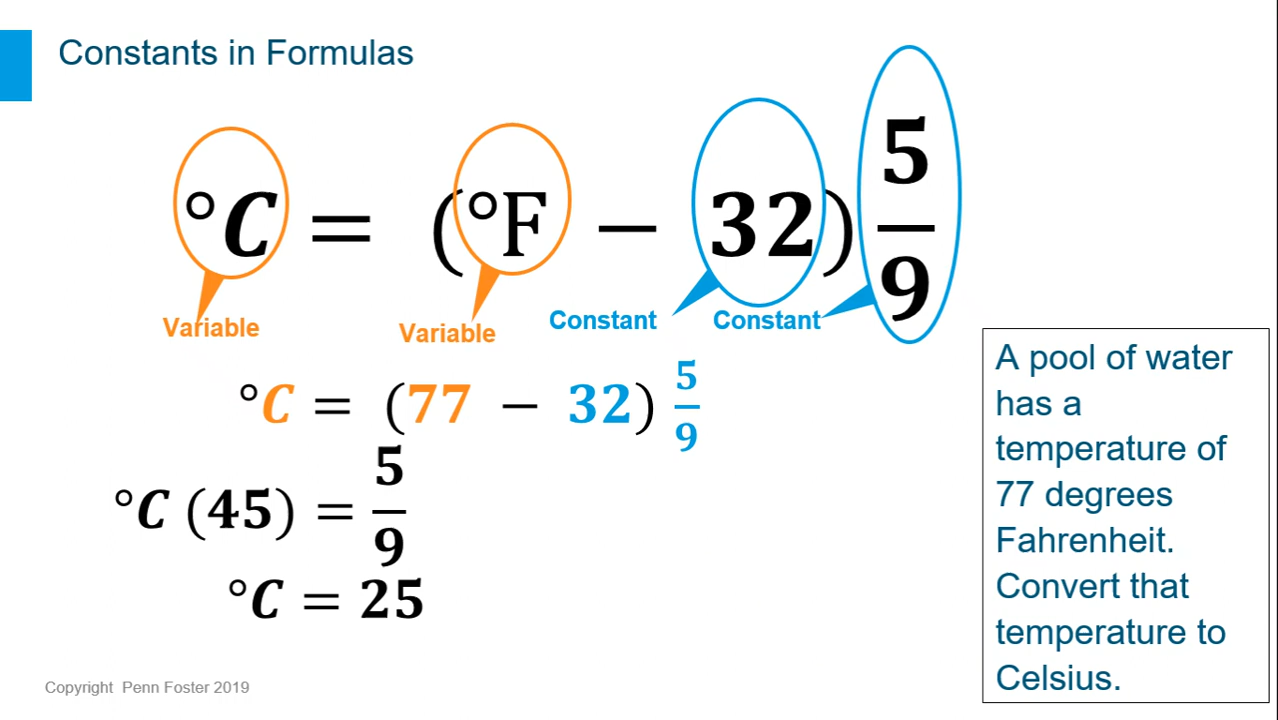 Constants in Formulas
°C = (°F − 32) 5/9
Variable
Variable
Constant
Constant
°C = (77 − 32) 5/9
°C (45) = 5/9
°C = 25
A pool of water
has a
temperature of
77 degrees
Fahrenheit.
Convert that
temperature to
Celsius.
Copyright Penn Foster 2019